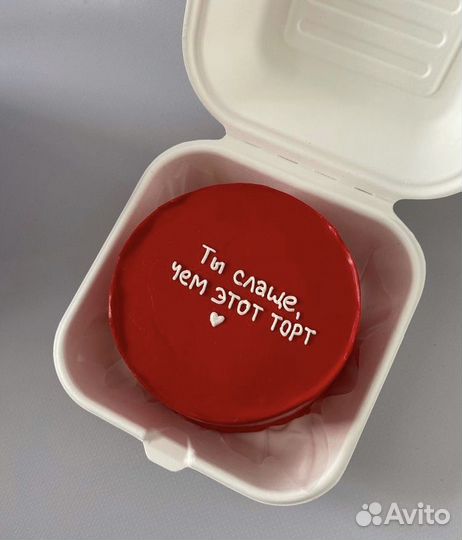 Ты слаще,
чем этот торт
Avito